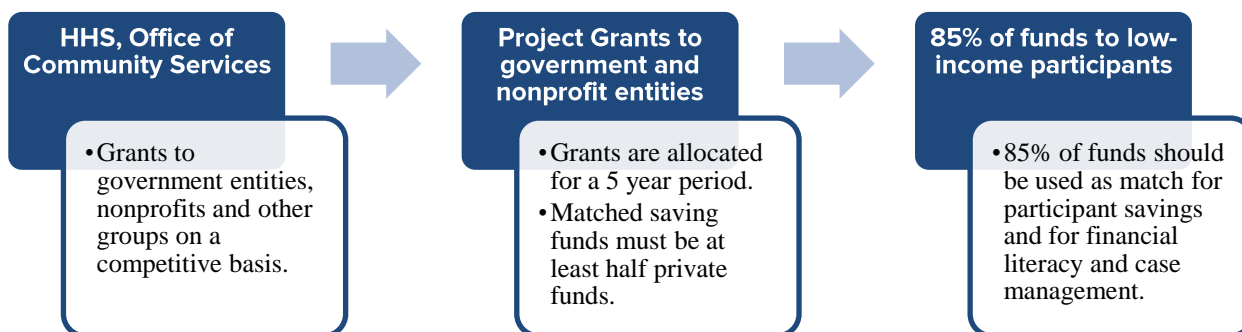 HHS, Office of
Community Services
•Grants to
government entities,
nonprofits and other
groups on a
competitive basis.
Project Grants to
government and
nonprofit entities
•Grants are allocated
for a 5 year period.
•Matched saving
funds must be at
least half private
funds.
85% of funds to low-
income participants
•85% of funds should
be used as match for
participant savings
and for financial
literacy and case
management.